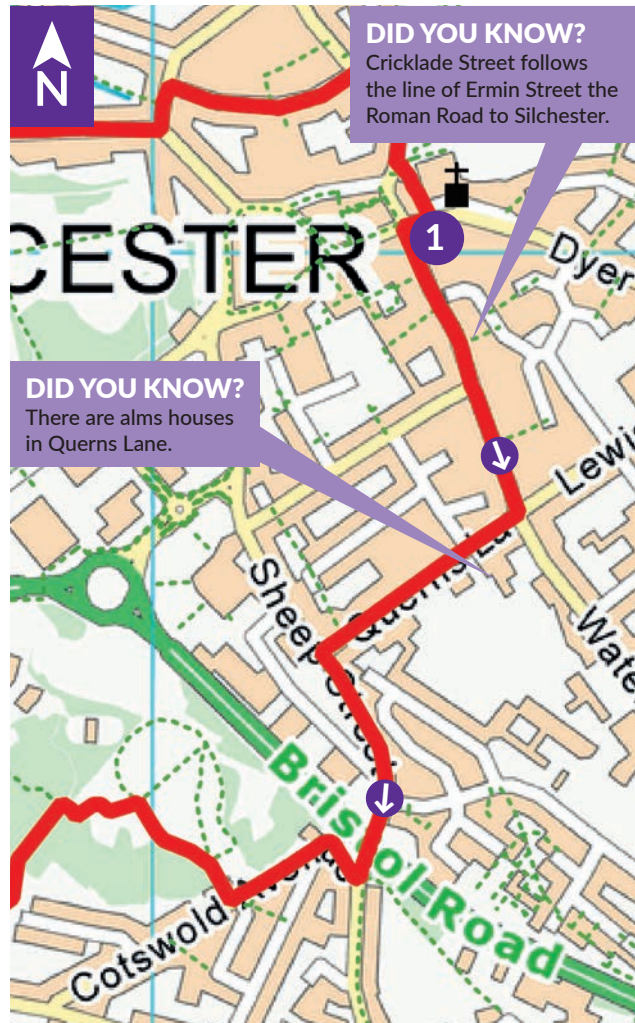 N
DID YOU KNOW?
Cricklade Street follows
the line of Ermin Street the
Roman Road to Silchester.
1
CESTER
Dyer
DID YOU KNOW?
There are alms houses
in Querns Lane.
Lewis
Querns La
Sheep Street
Wate
Bristol Road
Cotswold Avenue